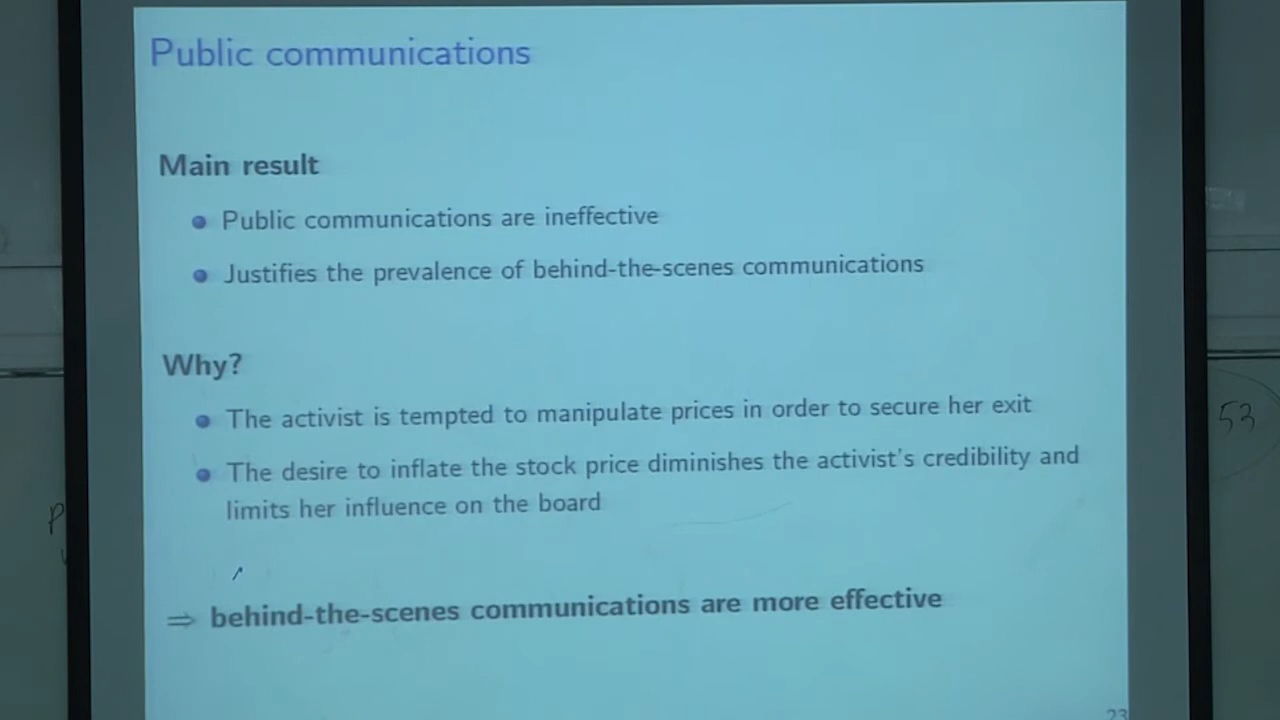 Public communications
Main result
Public communications are ineffective
Justifies the prevalence of behind-the-scenes communications
Why?
The activist is tempted to manipulate prices in order to secure her exit
The desire to inflate the stock price diminishes the activist's credibility and
limits her influence on the board
⇒ behind-the-scenes communications are more effective
23
53
P